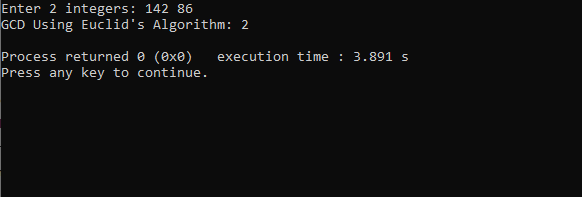 Enter 2 integers: 142 86
GCD Using Euclid's Algorithm: 2
Process returned 0 (0x0)   execution time : 3.891 s
Press any key to continue.